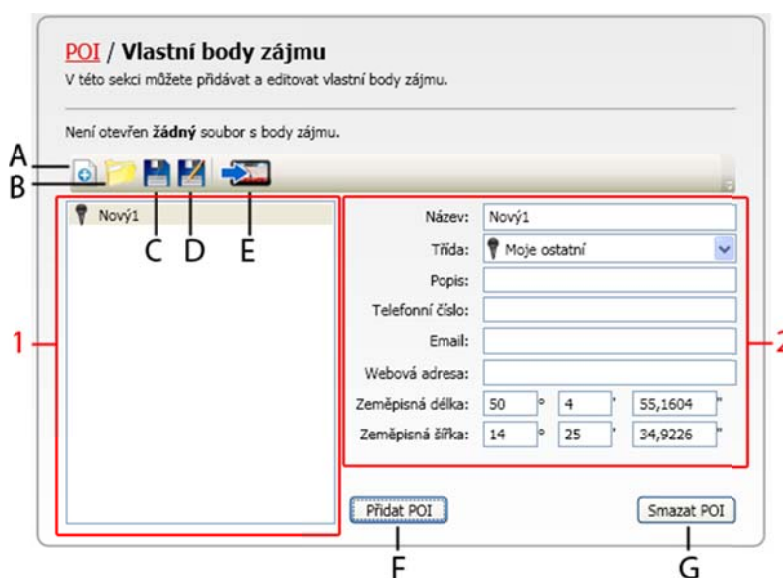 POI / Vlastní body zájmu
V této sekci můžete přidávat a editovat vlastní body zájmu.
Není otevřen žádný soubor s body zájmu.
A
B
C D E
Nový1
1
Název: Nový1
Třída: Moje ostatní
Popis:
Telefonní číslo:
Email:
Webová adresa:
Zeměpisná délka: 50 ° 4 ' 55,1604 "
Zeměpisná šířka: 14 ° 25 ' 34,9226 "
2
Přidat POI
Smazat POI
F
G